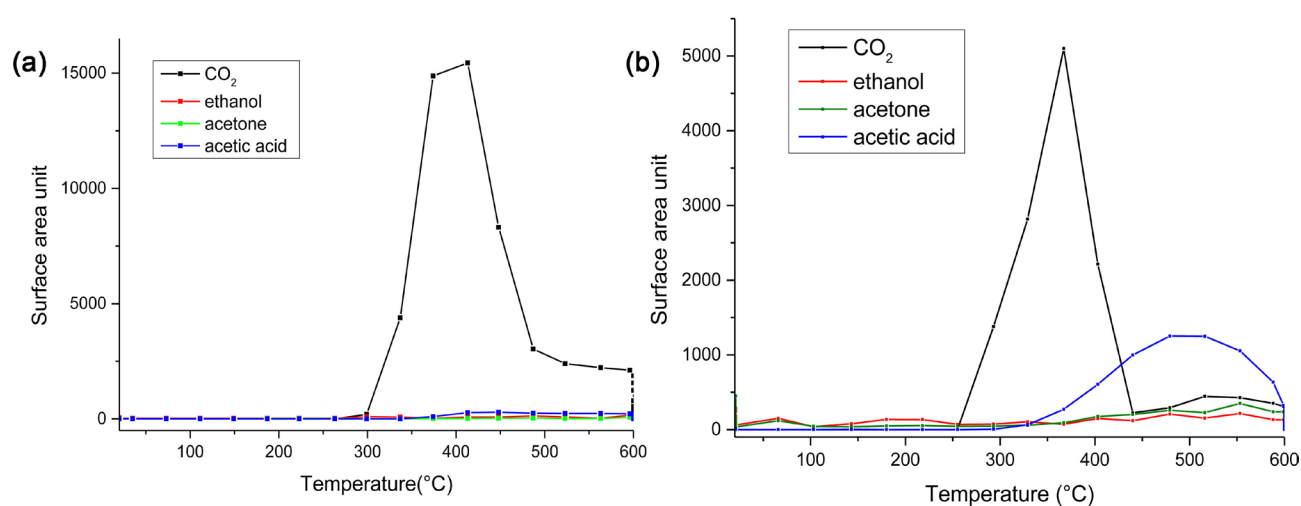 (a)
CO₂
ethanol
acetone
acetic acid
15000
10000
5000
0
Surface area unit
100
200
300
400
500
600
Temperature(°C)
(b)
CO₂
ethanol
acetone
acetic acid
5000
4000
3000
2000
1000
0
Surface area unit
100
200
300
400
500
600
Temperature (°C)